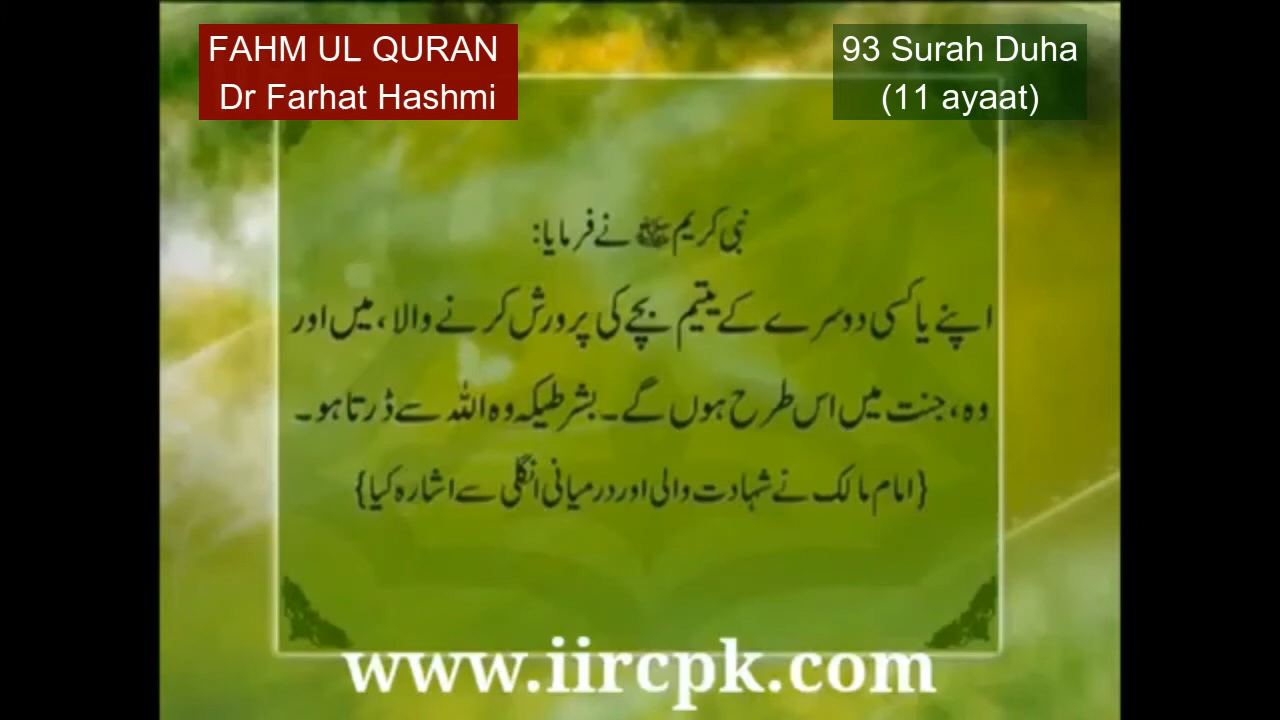 FAHM UL QURAN
Dr Farhat Hashmi
93 Surah Duha
(11 ayaat)
نبی کریم ﷺ نے فرمایا:
اپنے یا کسی دوسرے کے یتیم بچے کی پرورش کرنے والا، میں اور
وہ، جنت میں اس طرح ہوں گے۔ بشرطیکہ وہ اللہ سے ڈرتا ہو۔
{امام مالک نے شہادت والی اور درمیانی انگلی سے اشارہ کیا}
www.iircpk.com